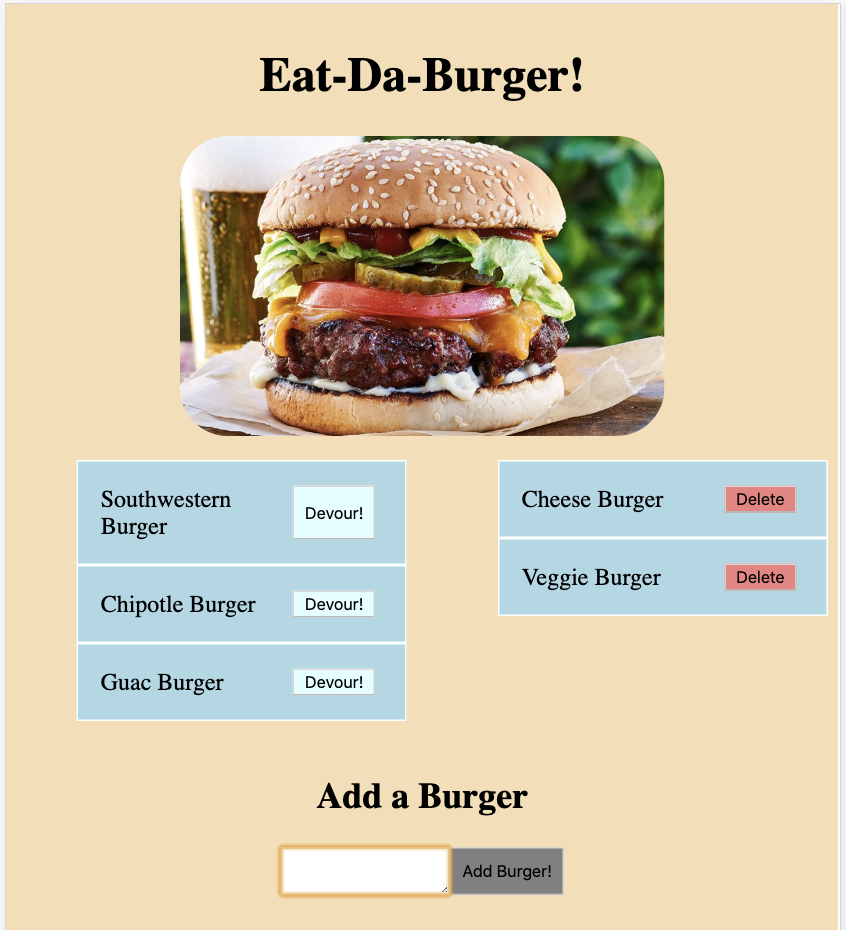 Eat-Da-Burger!
Southwestern
Burger
Devour!
Chipotle Burger
Devour!
Guac Burger
Devour!
Cheese Burger
Delete
Veggie Burger
Delete
Add a Burger
Add Burger!